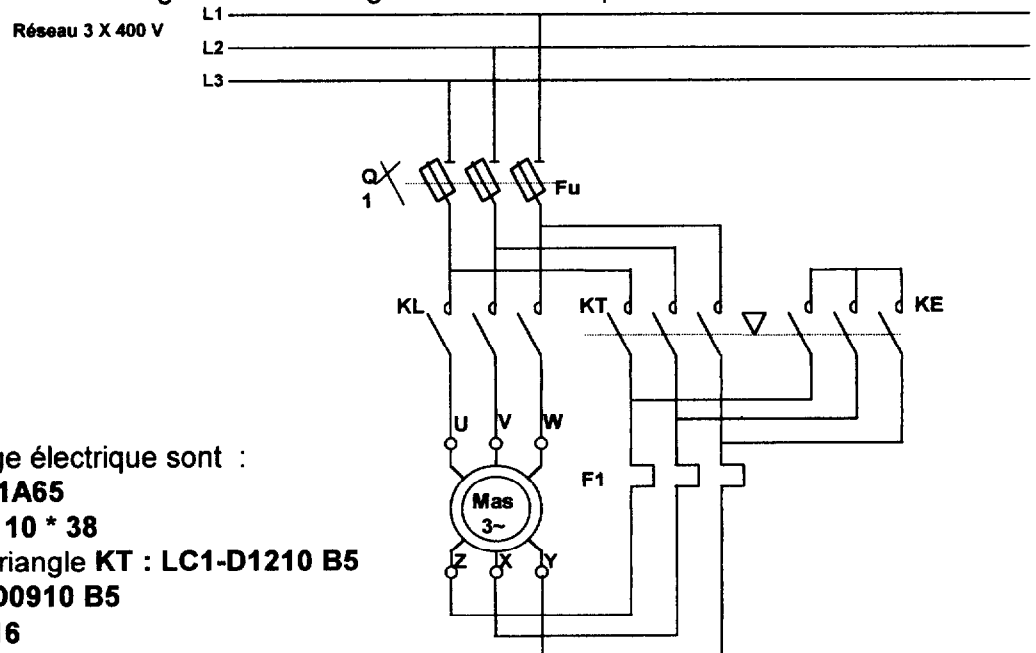 L1
Réseau 3 X 400 V
L2
L3
Q
1
Fu
KL
KT
KE
U V W
ge électrique sont :
1A65
F1
Mas
3~
10 * 38
riangle KT : LC1-D1210 B5
Z X Y
00910 B5
16